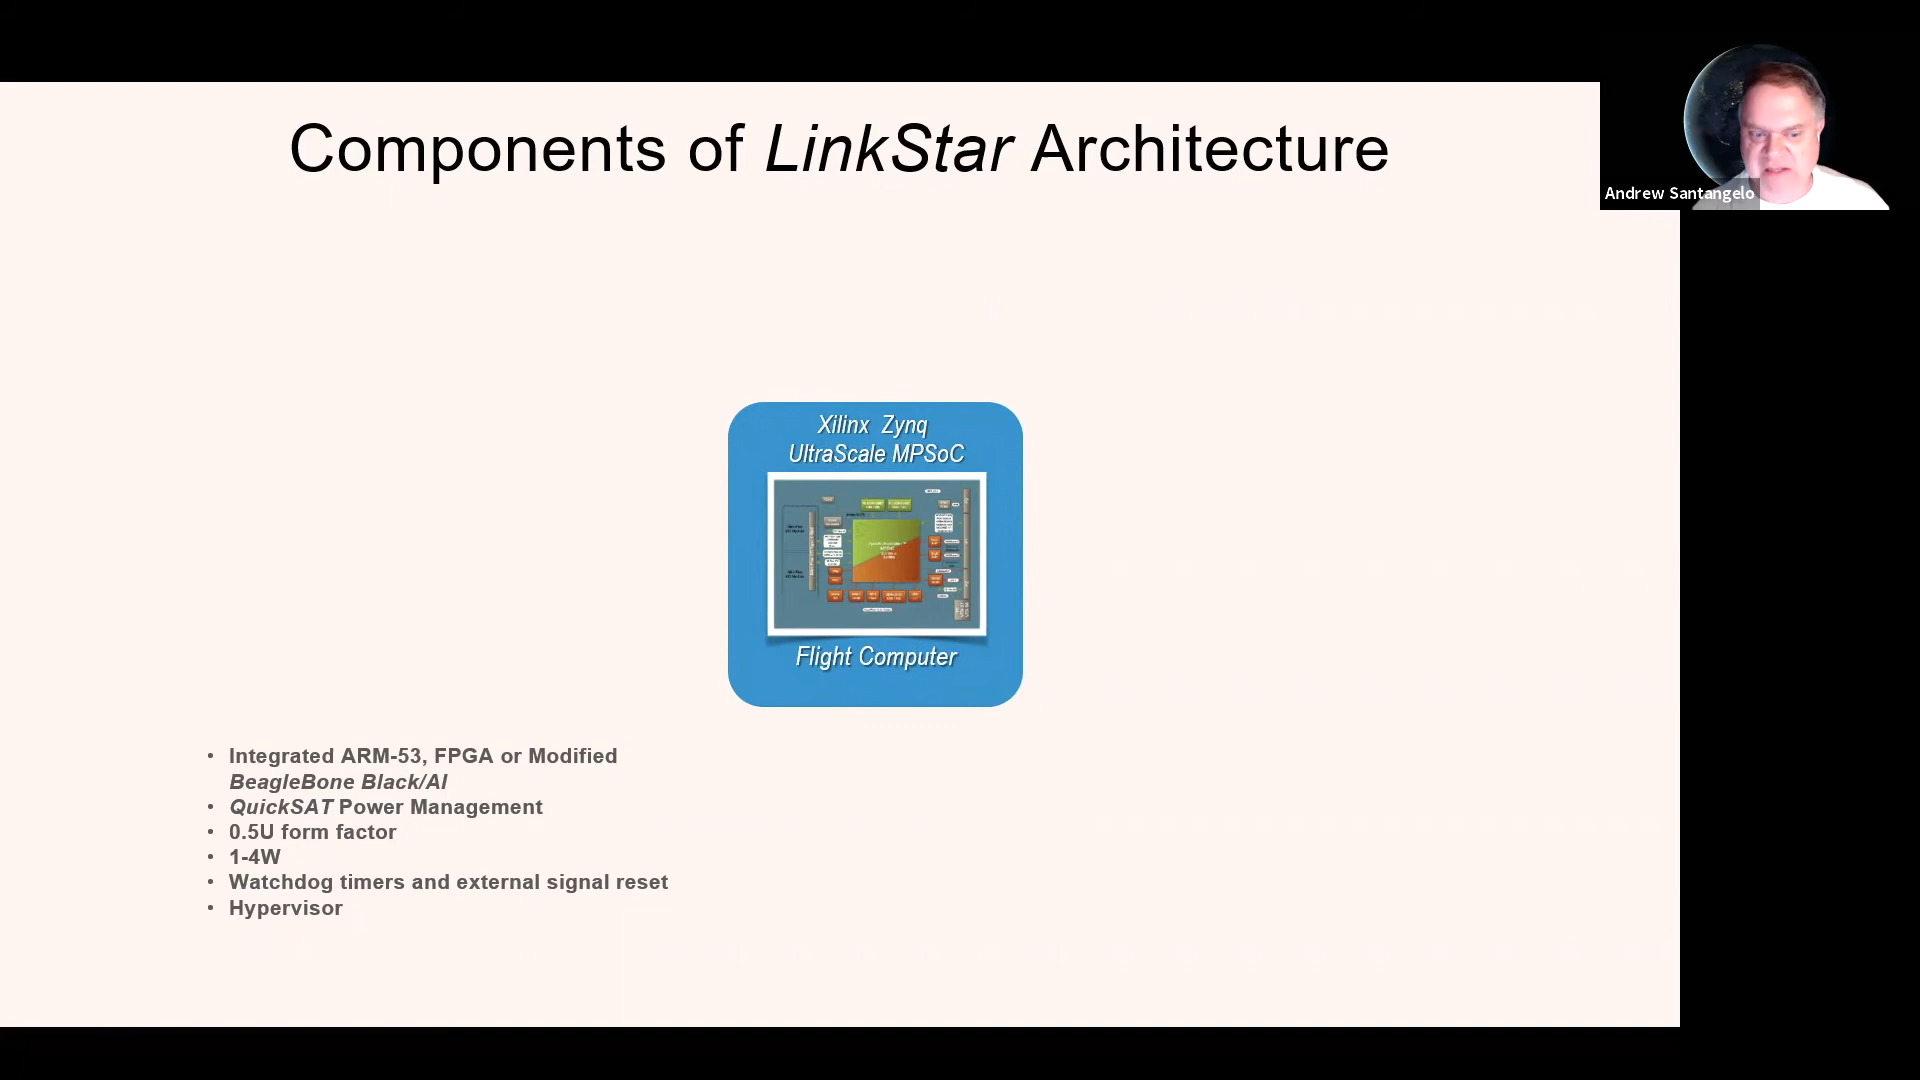 Components of LinkStar Architecture
Andrew Santangelo
Xilinx Zynq
UltraScale MPSoC
Flight Computer
• Integrated ARM-53, FPGA or Modified
BeagleBone Black/AI
• QuickSAT Power Management
• 0.5U form factor
• 1-4W
• Watchdog timers and external signal reset
• Hypervisor